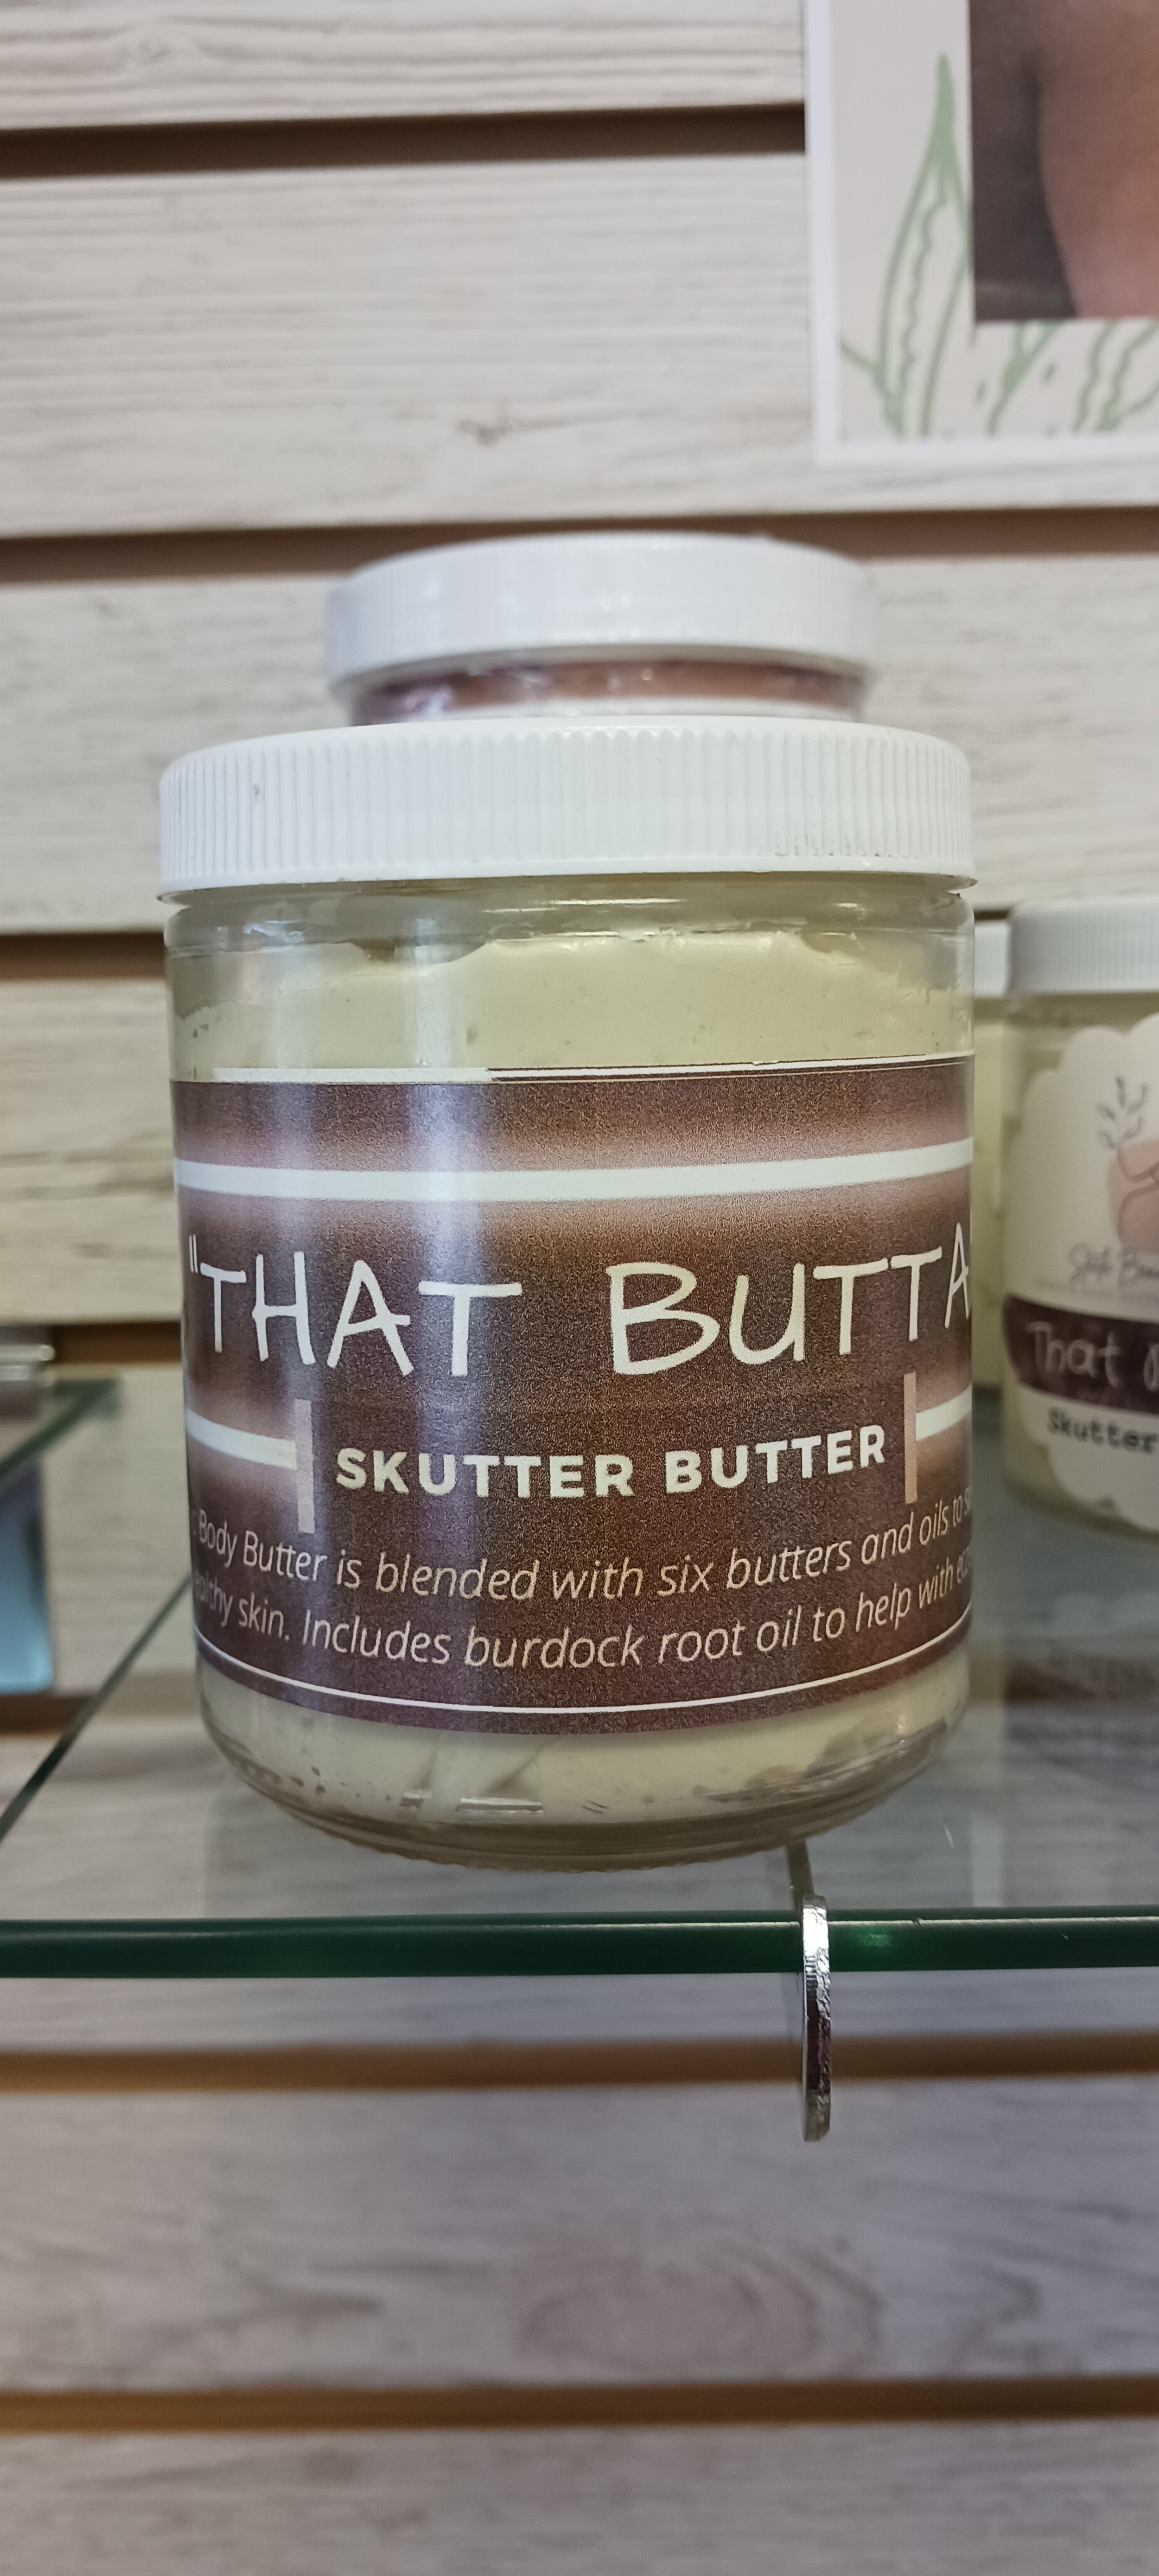 "THAT BUTTA"
SKUTTER BUTTER
Body Butter is blended with six butters and oils to
healthy skin. Includes burdock root oil to help with
That
Skutter